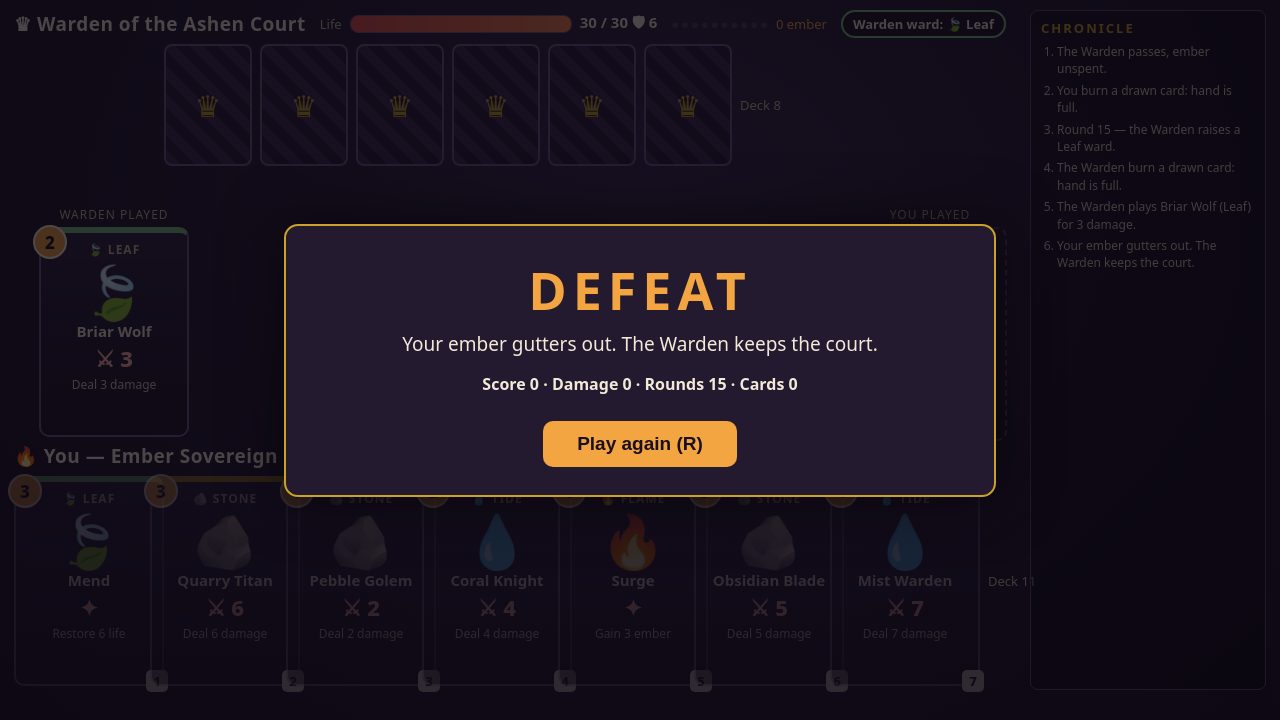 ♛ Warden of the Ashen Court Life 30 / 30 🛡 6 0 ember Warden ward: 🍃 Leaf
Deck 8
WARDEN PLAYED
YOU PLAYED
2
🍃 LEAF
Briar Wolf
⚔ 3
Deal 3 damage
DEFEAT
Your ember gutters out. The Warden keeps the court.
Score 0 · Damage 0 · Rounds 15 · Cards 0
Play again (R)
🔥 You — Ember Sovereign
3
🍃 LEAF
Mend
✦
Restore 6 life
1
3
STONE
Quarry Titan
⚔ 6
Deal 6 damage
2
STONE
Pebble Golem
⚔ 2
Deal 2 damage
3
TIDE
Coral Knight
⚔ 4
Deal 4 damage
4
FLAME
Surge
✦
Gain 3 ember
5
STONE
Obsidian Blade
⚔ 5
Deal 5 damage
6
TIDE
Mist Warden
⚔ 7
Deal 7 damage
7
Deck 11
CHRONICLE
1. The Warden passes, ember
unspent.
2. You burn a drawn card: hand is
full.
3. Round 15 — the Warden raises a
Leaf ward.
4. The Warden burn a drawn card:
hand is full.
5. The Warden plays Briar Wolf (Leaf)
for 3 damage.
6. Your ember gutters out. The
Warden keeps the court.